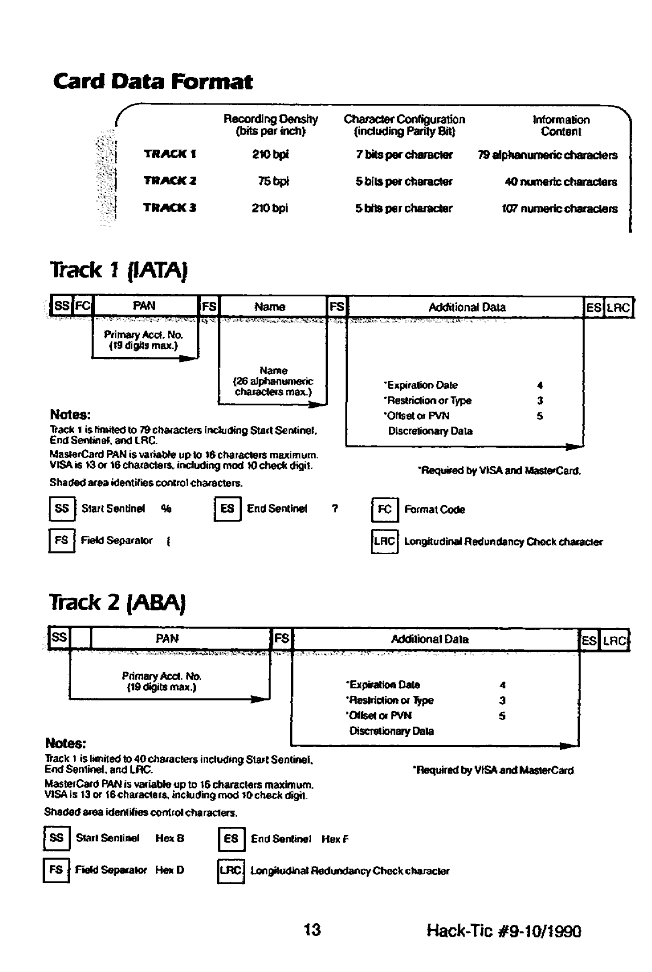 Card Data Format
Recording Density (bits per inch) Character Configuration (including Parity Bit) Information Content
TRACK 1 210 bpi 7 bits per character 79 alphanumeric characters
TRACK 2 75 bpi 5 bits per character 40 numeric characters
TRACK 3 210 bpi 5 bits per character 107 numeric characters
Track 1 (IATA)
SS FC PAN FS Name FS Additional Data ES LRC
Primary Acct. No.
(19 digits max.)
Name
(26 alphanumeric
characters max.)
*Expiration Date 4
*Restriction or Type 3
*Offset or PVN 5
Discretionary Data
Notes:
Track 1 is limited to 79 characters including Start Sentinel,
End Sentinel, and LRC.
MasterCard PAN is variable up to 16 characters maximum.
VISA is 13 or 16 characters, including mod 10 check digit.
*Required by VISA and MasterCard.
Shaded area identifies control characters.
SS Start Sentinel % ES End Sentinel ? FC Format Code
FS Field Separator { LRC Longitudinal Redundancy Check character
Track 2 (ABA)
SS PAN FS Additional Data ES LRC
Primary Acct. No.
(19 digits max.)
*Expiration Date 4
*Restriction or Type 3
*Offset or PVN 5
Discretionary Data
Notes:
Track 1 is limited to 40 characters including Start Sentinel,
End Sentinel, and LRC.
*Required by VISA and MasterCard
MasterCard PAN is variable up to 16 characters maximum.
VISA is 13 or 16 characters, including mod 10 check digit.
Shaded area identifies control characters.
SS Start Sentinel Hex B ES End Sentinel Hex F
FS Field Separator Hex D LRC Longitudinal Redundancy Check character
13 Hack-Tic #9-10/1990